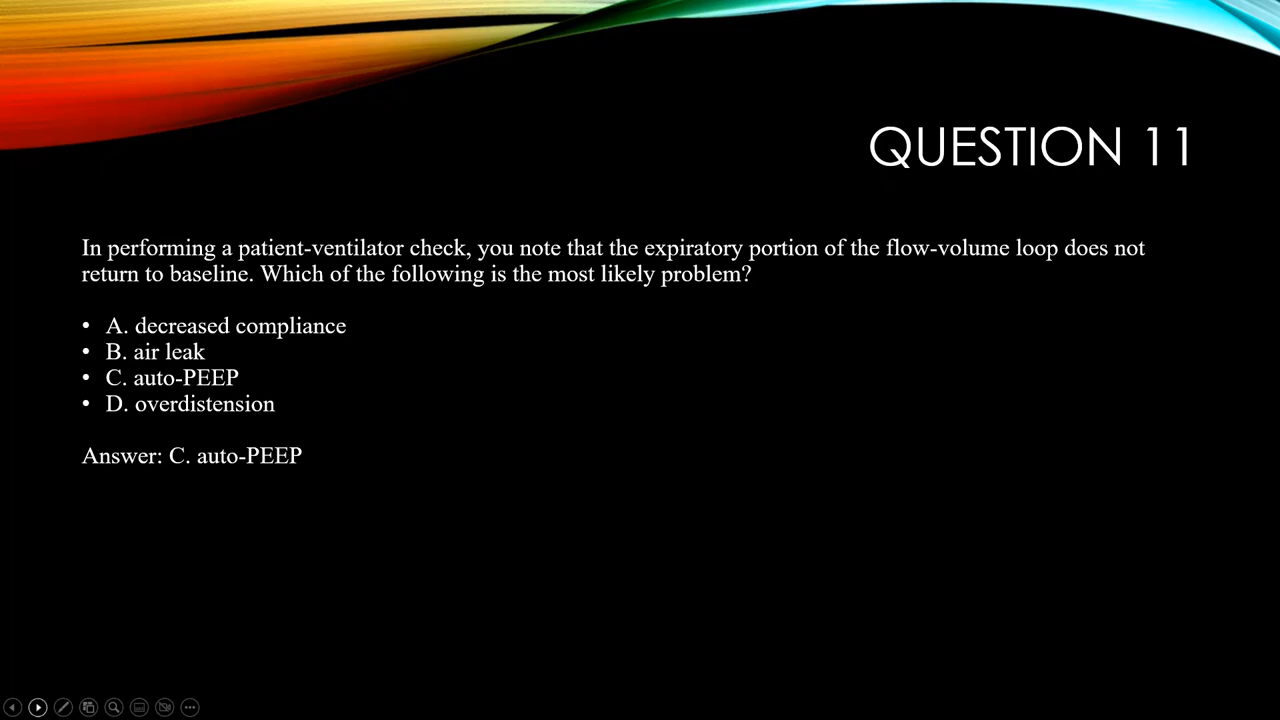 QUESTION 11
In performing a patient-ventilator check, you note that the expiratory portion of the flow-volume loop does not
return to baseline. Which of the following is the most likely problem?
• A. decreased compliance
• B. air leak
• C. auto-PEEP
• D. overdistension
Answer: C. auto-PEEP